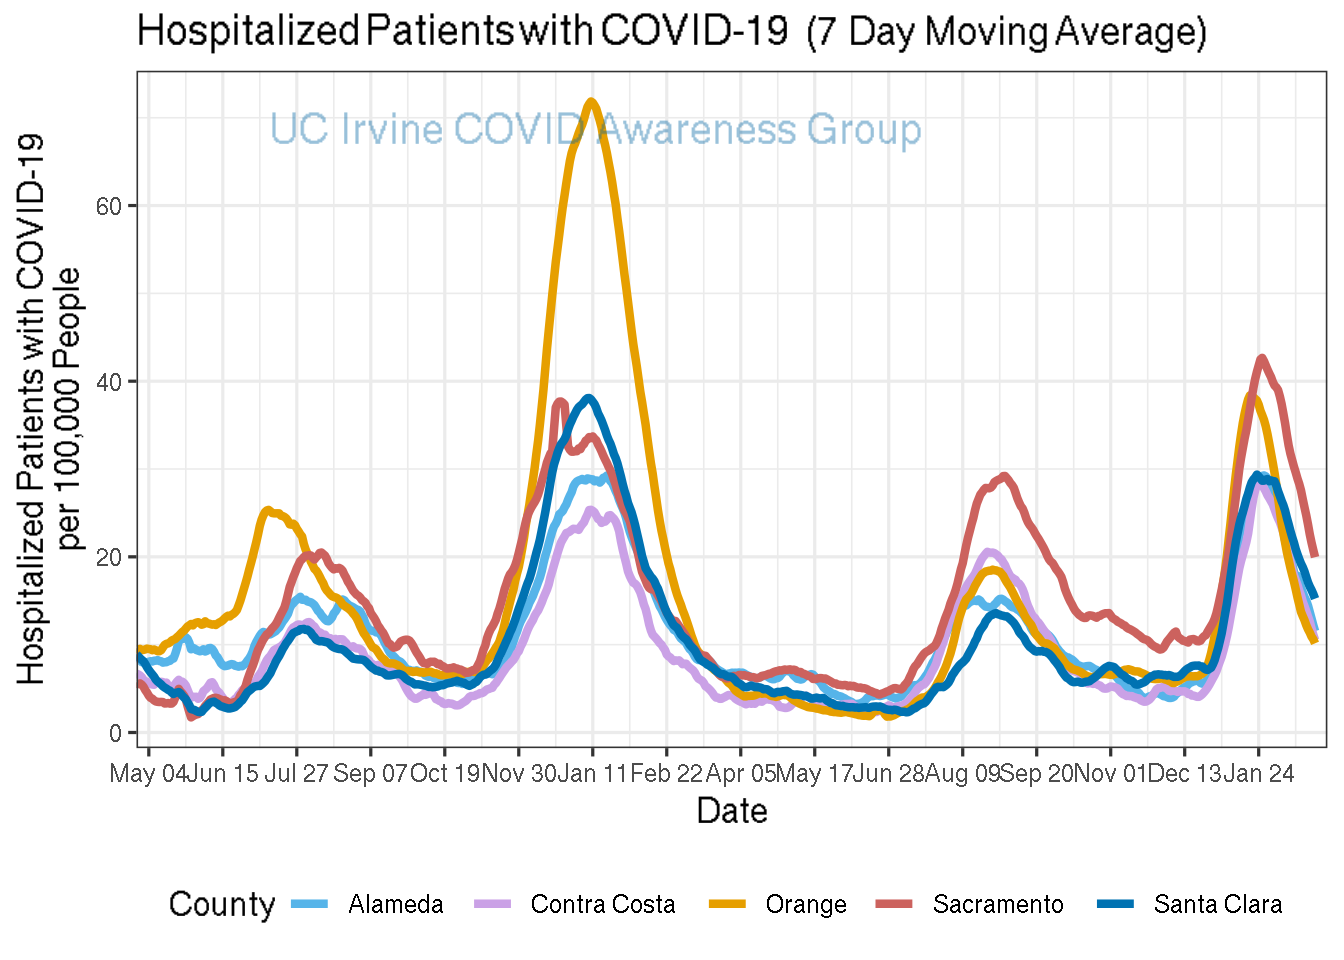 Hospitalized Patients with COVID-19 (7 Day Moving Average)
UC Irvine COVID Awareness Group
Hospitalized Patients with COVID-19
per 100,000 People
60
40
20
0
May 04 Jun 15 Jul 27 Sep 07 Oct 19 Nov 30 Jan 11 Feb 22 Apr 05 May 17 Jun 28 Aug 09 Sep 20 Nov 01 Dec 13 Jan 24
Date
County Alameda Contra Costa Orange Sacramento Santa Clara